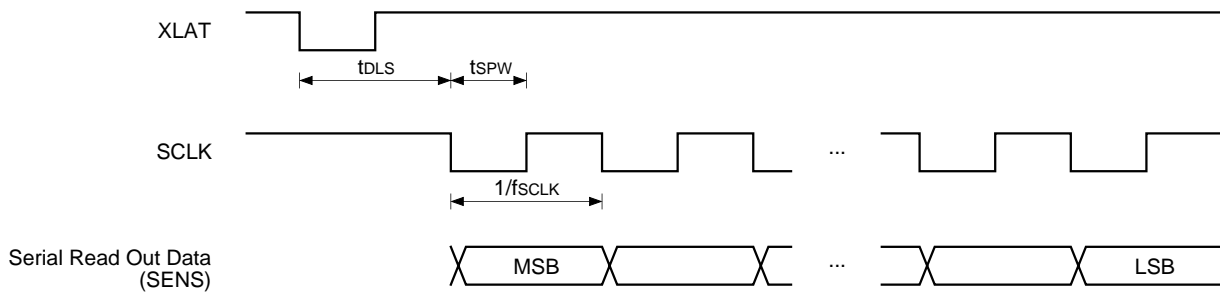 XLAT
tDLS
tSPW
SCLK
...
1/fSCLK
Serial Read Out Data
(SENS)
MSB
...
LSB